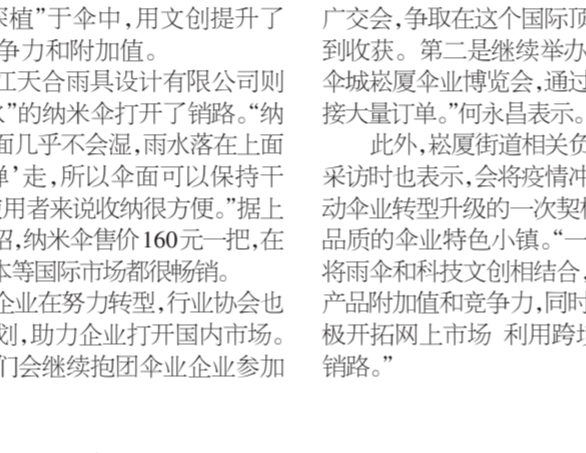 深植”于伞中，用文创提升了
争力和附加值。
江天合雨具设计有限公司则
水”的纳米伞打开了销路。“纳
面几乎不会湿，雨水落在上面
弹’走，所以伞面可以保持干
使用者来说收纳很方便。”据上
绍，纳米伞售价160元一把，在
本等国际市场都很畅销。
企业在努力转型，行业协会也
划，助力企业打开国内市场。
们会继续抱团伞业企业参加
广交会，争取在这个国际顶
到收获。第二是继续举办
伞城崧厦伞业博览会，通过
接大量订单。”何永昌表示。
此外，崧厦街道相关负
采访时也表示，会将疫情冲
动伞业转型升级的一次契机
品质的伞业特色小镇。“一
将雨伞和科技文创相结合，
产品附加值和竞争力，同时
极开拓网上市场 利用跨境
销路。”